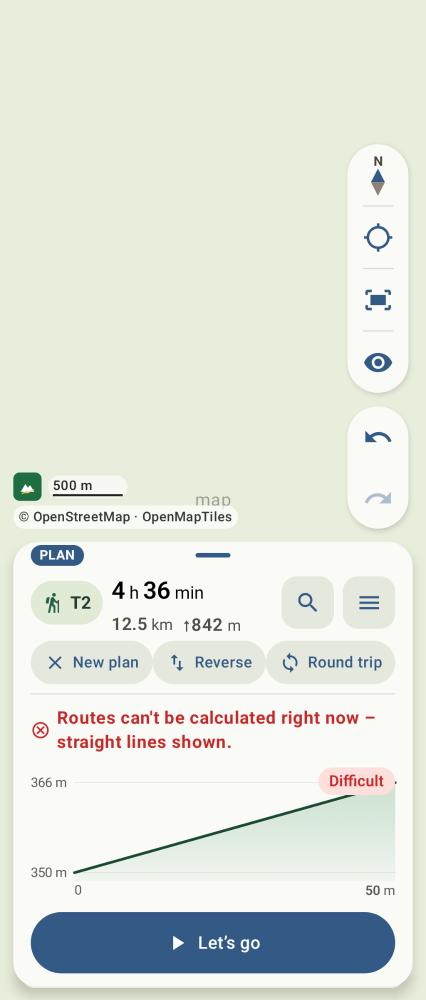 N
500 m
map
© OpenStreetMap · OpenMapTiles
PLAN
T2
4 h 36 min
12.5 km ↑842 m
New plan
Reverse
Round trip
Routes can't be calculated right now –
straight lines shown.
366 m
Difficult
350 m
0
50 m
Let's go